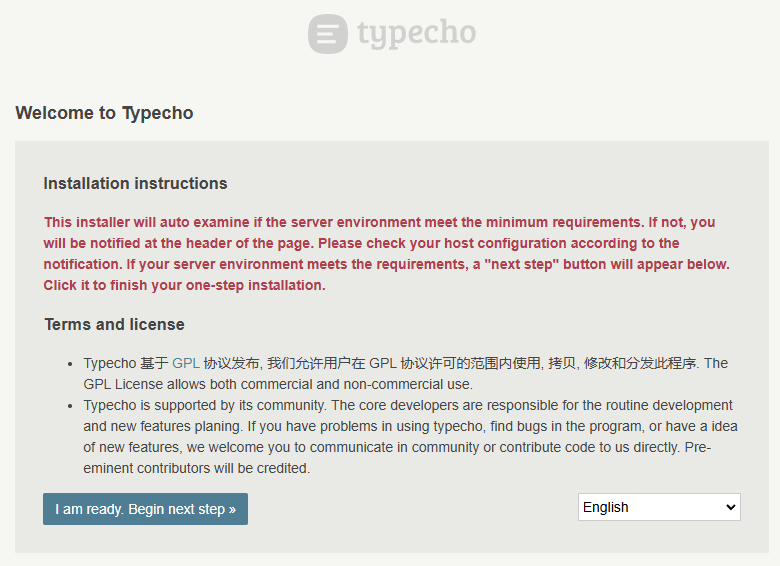 typecho
Welcome to Typecho
Installation instructions
This installer will auto examine if the server environment meet the minimum requirements. If not, you
will be notified at the header of the page. Please check your host configuration according to the
notification. If your server environment meets the requirements, a "next step" button will appear below.
Click it to finish your one-step installation.
Terms and license
• Typecho 基于 GPL 协议发布, 我们允许用户在 GPL 协议许可的范围内使用, 拷贝, 修改和分发此程序. The
GPL License allows both commercial and non-commercial use.
• Typecho is supported by its community. The core developers are responsible for the routine development
and new features planing. If you have problems in using typecho, find bugs in the program, or have a idea
of new features, we welcome you to communicate in community or contribute code to us directly. Pre-
eminent contributors will be credited.
I am ready. Begin next step »
English